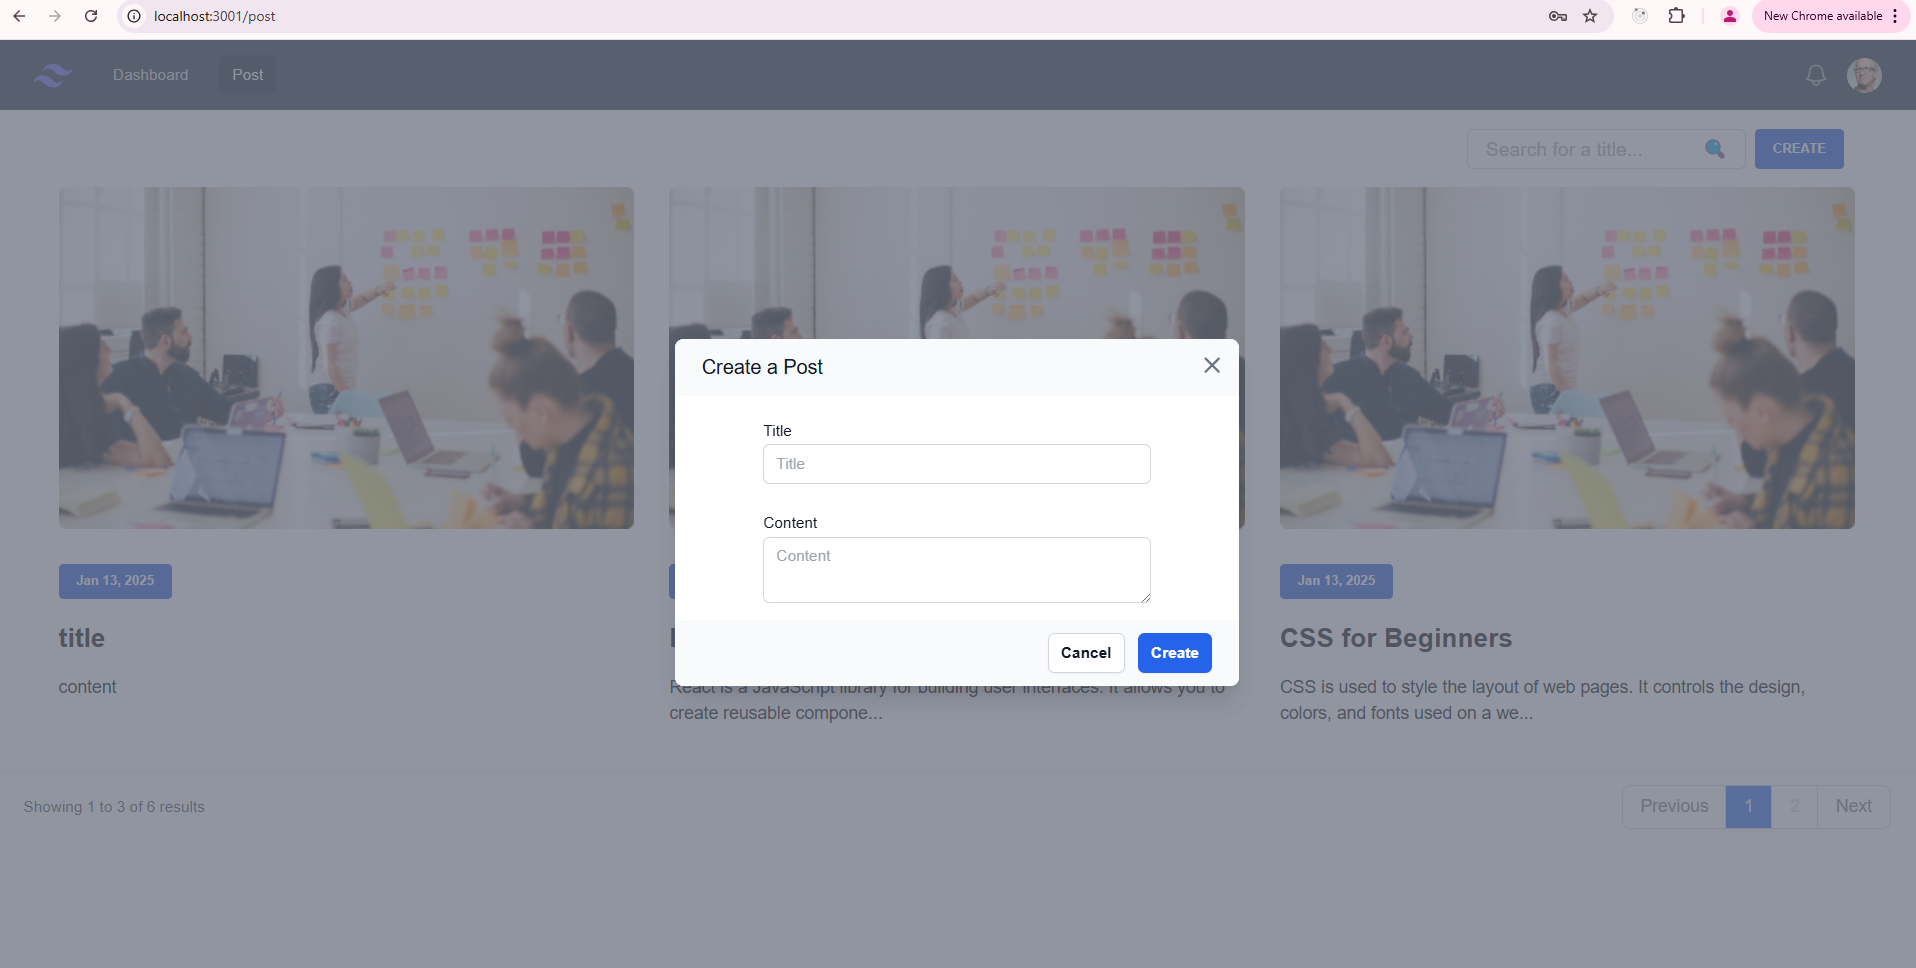 localhost:3001/post
New Chrome available
Dashboard
Post
Search for a title...
CREATE
Create a Post
Title
Title
Content
Content
Cancel
Create
Jan 13, 2025
title
content
React is a JavaScript library for building user interfaces. It allows you to
create reusable compone...
Jan 13, 2025
CSS for Beginners
CSS is used to style the layout of web pages. It controls the design,
colors, and fonts used on a we...
Showing 1 to 3 of 6 results
Previous
1
2
Next